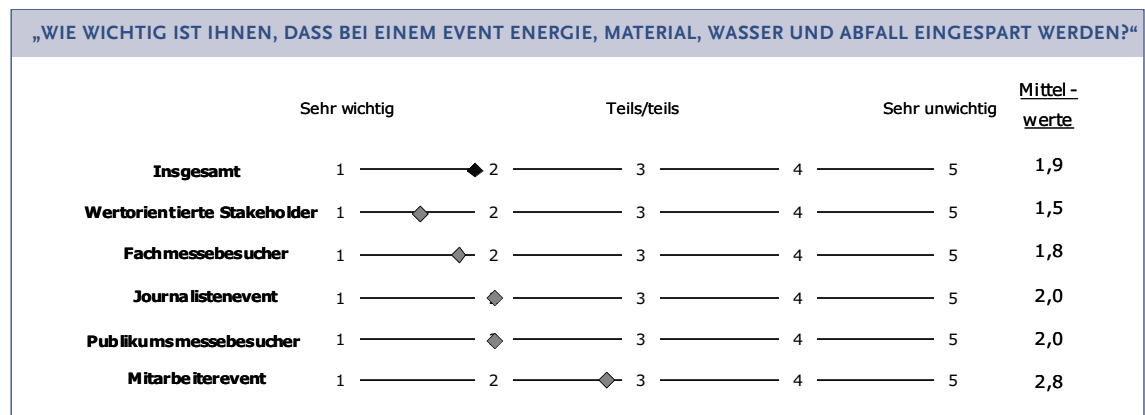 „WIE WICHTIG IST IHNEN, DASS BEI EINEM EVENT ENERGIE, MATERIAL, WASSER UND ABFALL EINGESPART WERDEN?“
Sehr wichtig Teils/teils Sehr unwichtig Mittel-
werte
Insgesamt 1 2 3 4 5 1,9
Wertorientierte Stakeholder 1 2 3 4 5 1,5
Fachmessebesucher 1 2 3 4 5 1,8
Journalistenevent 1 3 4 5 2,0
Publikumsmessebesucher 1 3 4 5 2,0
Mitarbeiterevent 1 2 3 4 5 2,8